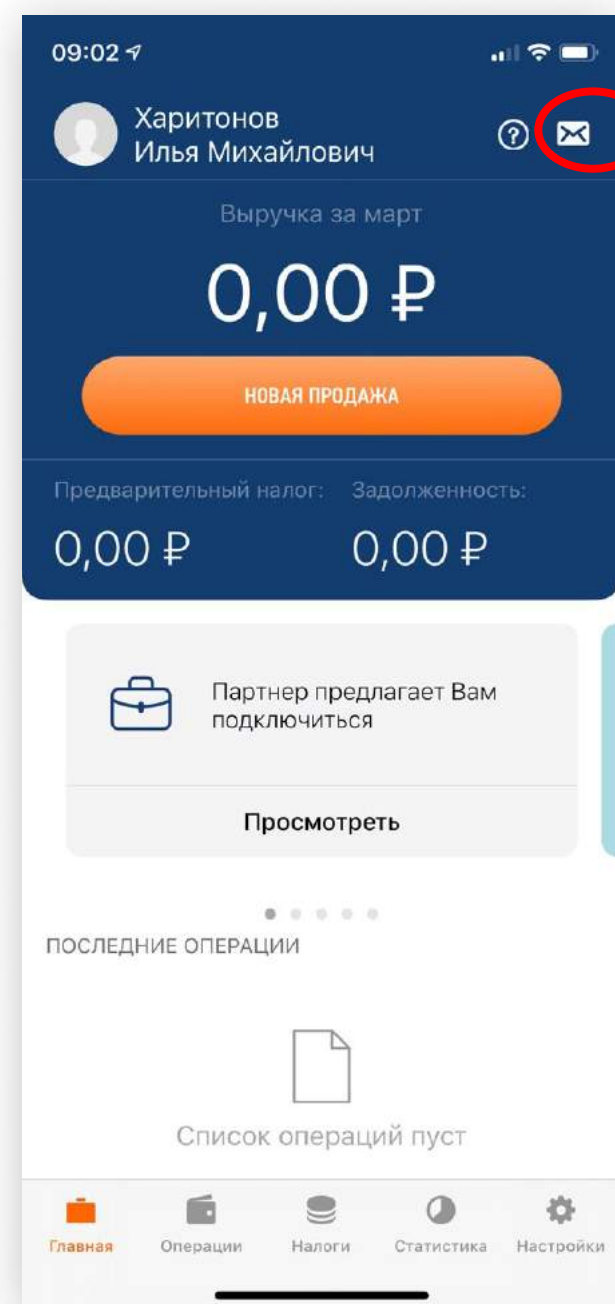 09:02
Харитонов
Илья Михайлович
Выручка за март
0,00 ₽
НОВАЯ ПРОДАЖА
Предварительный налог: Задолженность:
0,00 ₽ 0,00 ₽
Партнер предлагает Вам
подключиться
Просмотреть
ПОСЛЕДНИЕ ОПЕРАЦИИ
Список операций пуст
Главная Операции Налоги Статистика Настройки